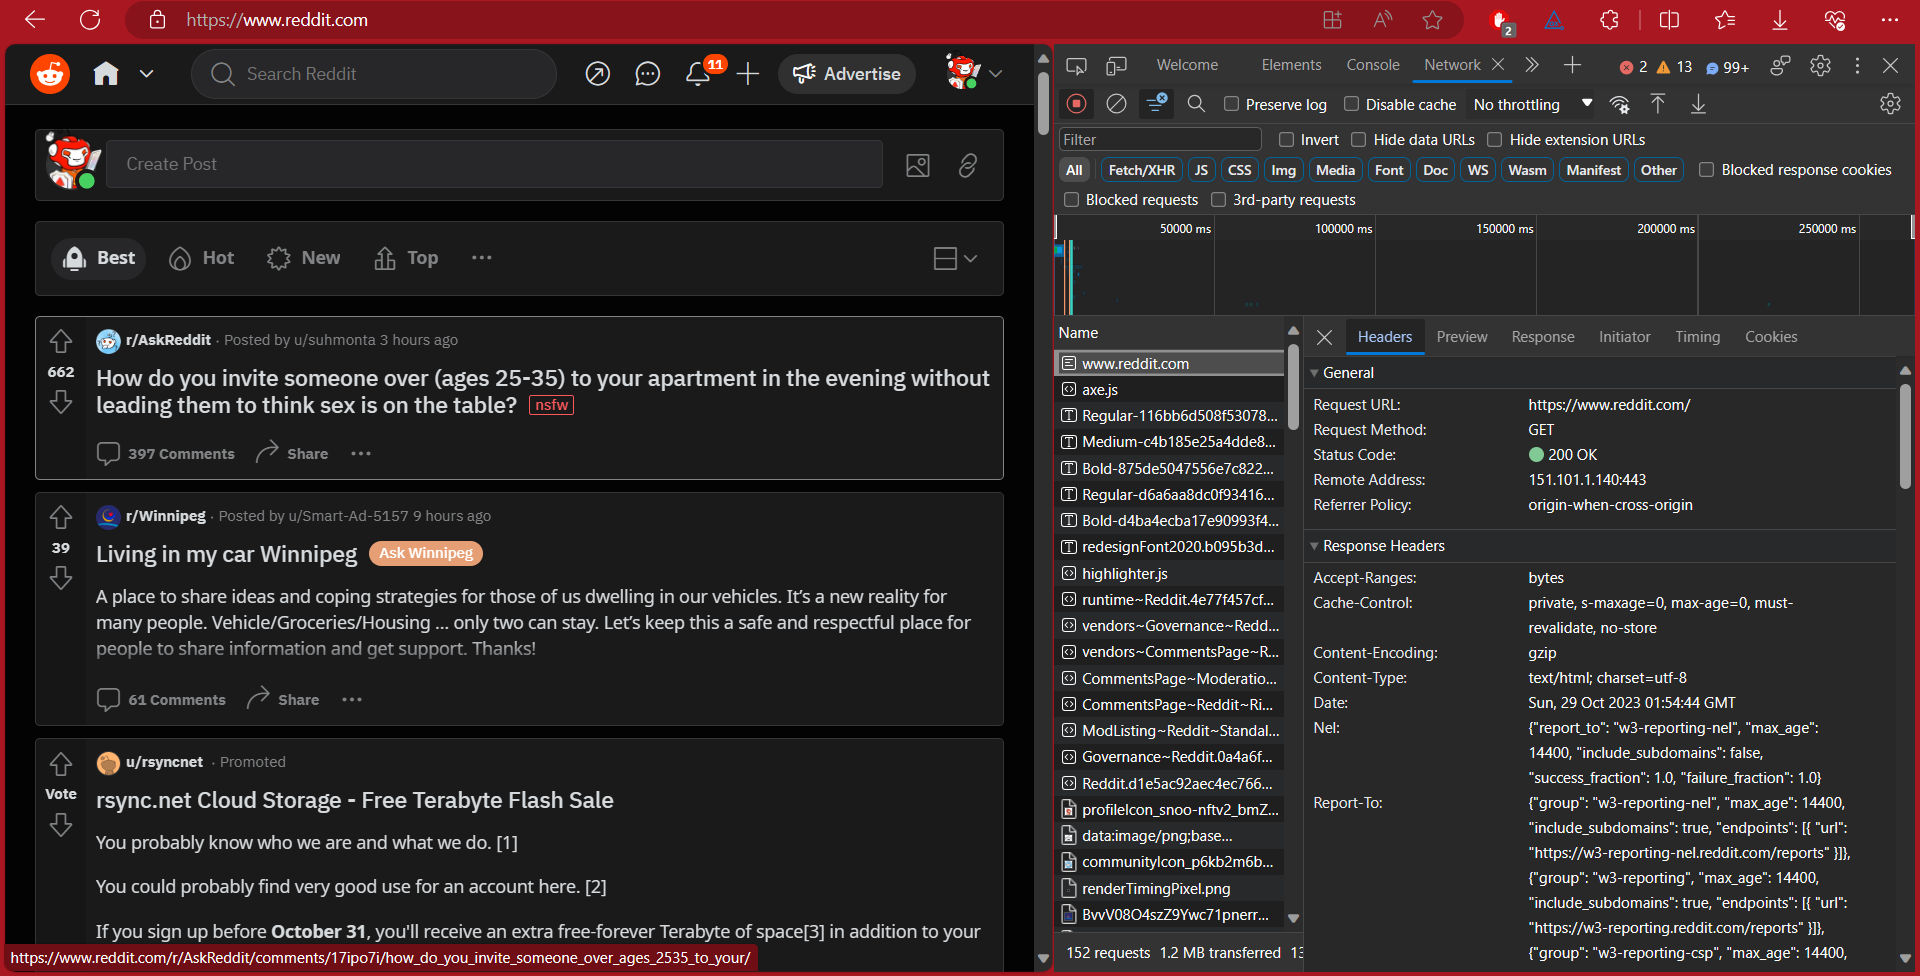 https://www.reddit.com
2
Search Reddit
11
Advertise
Create Post
Best
Hot
New
Top
662
r/AskReddit · Posted by u/suhmonta 3 hours ago
How do you invite someone over (ages 25-35) to your apartment in the evening without
leading them to think sex is on the table? nsfw
397 Comments
Share
39
r/Winnipeg · Posted by u/Smart-Ad-5157 9 hours ago
Living in my car Winnipeg Ask Winnipeg
A place to share ideas and coping strategies for those of us dwelling in our vehicles. It's a new reality for
many people. Vehicle/Groceries/Housing ... only two can stay. Let's keep this a safe and respectful place for
people to share information and get support. Thanks!
61 Comments
Share
Vote
u/rsyncnet · Promoted
rsync.net Cloud Storage - Free Terabyte Flash Sale
You probably know who we are and what we do. [1]
You could probably find very good use for an account here. [2]
If you sign up before October 31, you'll receive an extra free-forever Terabyte of space[3] in addition to your
https://www.reddit.com/r/AskReddit/comments/17ipo7i/how_do_you_invite_someone_over_ages_2535_to_your/
Welcome
Elements
Console
Network
2
13
99+
Preserve log
Disable cache
No throttling
Filter
Invert
Hide data URLs
Hide extension URLs
All
Fetch/XHR
JS
CSS
Img
Media
Font
Doc
WS
Wasm
Manifest
Other
Blocked response cookies
Blocked requests
3rd-party requests
50000 ms
100000 ms
150000 ms
200000 ms
250000 ms
Name
www.reddit.com
axe.js
Regular-116bb6d508f53078...
Medium-c4b185e25a4dde8...
Bold-875de5047556e7c822...
Regular-d6a6aa8dc0f93416...
Bold-d4ba4ecba17e90993f4...
redesignFont2020.b095b3d...
highlighter.js
runtime~Reddit.4e77f457cf...
vendors~Governance~Redd...
vendors~CommentsPage~R...
CommentsPage~Moderatio...
CommentsPage~Reddit~Ri...
ModListing~Reddit~Standal...
Governance~Reddit.0a4a6f...
Reddit.d1e5ac92aec4ec766...
profileIcon_snoo-nftv2_bmZ...
data:image/png;base...
communityIcon_p6kb2m6b...
renderTimingPixel.png
BvvV08O4szZ9Ywc71pnerr...
152 requests
1.2 MB transferred
13
Headers
Preview
Response
Initiator
Timing
Cookies
General
Request URL: https://www.reddit.com/
Request Method: GET
Status Code: 200 OK
Remote Address: 151.101.1.140:443
Referrer Policy: origin-when-cross-origin
Response Headers
Accept-Ranges: bytes
Cache-Control: private, s-maxage=0, max-age=0, must-
revalidate, no-store
Content-Encoding: gzip
Content-Type: text/html; charset=utf-8
Date: Sun, 29 Oct 2023 01:54:44 GMT
Nel: {"report_to": "w3-reporting-nel", "max_age":
14400, "include_subdomains": false,
"success_fraction": 1.0, "failure_fraction": 1.0}
Report-To: {"group": "w3-reporting-nel", "max_age": 14400,
"include_subdomains": true, "endpoints": [{ "url":
"https://w3-reporting-nel.reddit.com/reports" }]},
{"group": "w3-reporting", "max_age": 14400,
"include_subdomains": true, "endpoints": [{ "url":
"https://w3-reporting.reddit.com/reports" }]},
{"group": "w3-reporting-csp", "max_age": 14400,